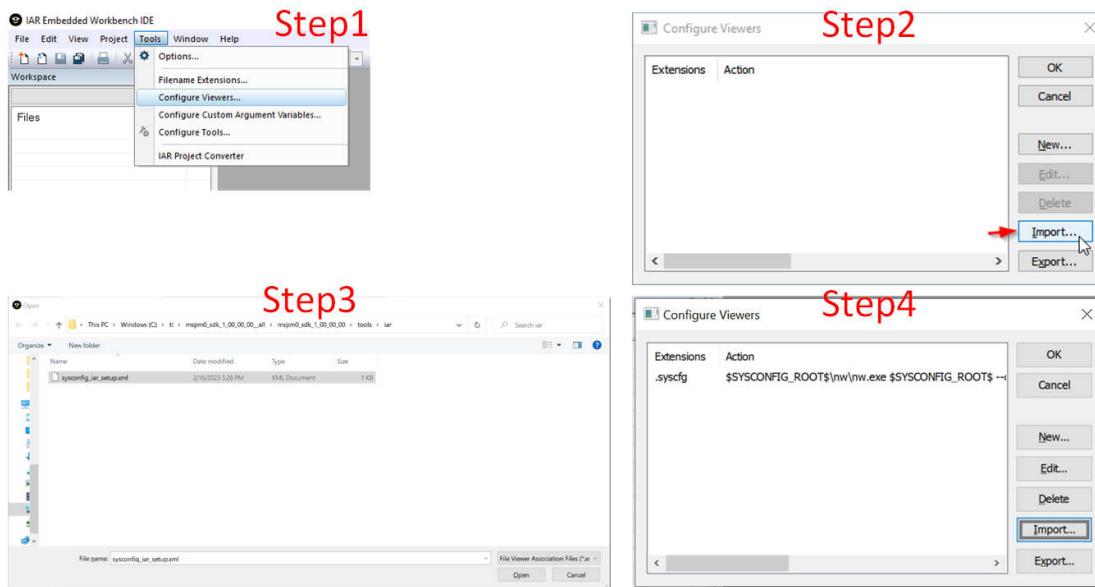 Step1
IAR Embedded Workbench IDE
File Edit View Project Tools Window Help
Workspace
Files
Options...
Filename Extensions...
Configure Viewers...
Configure Custom Argument Variables...
Configure Tools...
IAR Project Converter
Step2
Configure Viewers
Extensions Action
OK
Cancel
New...
Edit...
Delete
Import...
Export...
Step3
Open
This PC › Windows (C:) › ti › mspm0_sdk_1_00_00_00__all › mspm0_sdk_1_00_00_00 › tools › iar
Search iar
Organize New folder
Name Date modified Type Size
sysconfig_iar_setup.xml 2/16/2023 5:28 PM XML Document 1 KB
File name: sysconfig_iar_setup.xml
File Viewer Association Files (*.xr
Open Cancel
Step4
Configure Viewers
Extensions Action
.syscfg $SYSCONFIG_ROOT$\nw\nw.exe $SYSCONFIG_ROOT$ --c
OK
Cancel
New...
Edit...
Delete
Import...
Export...